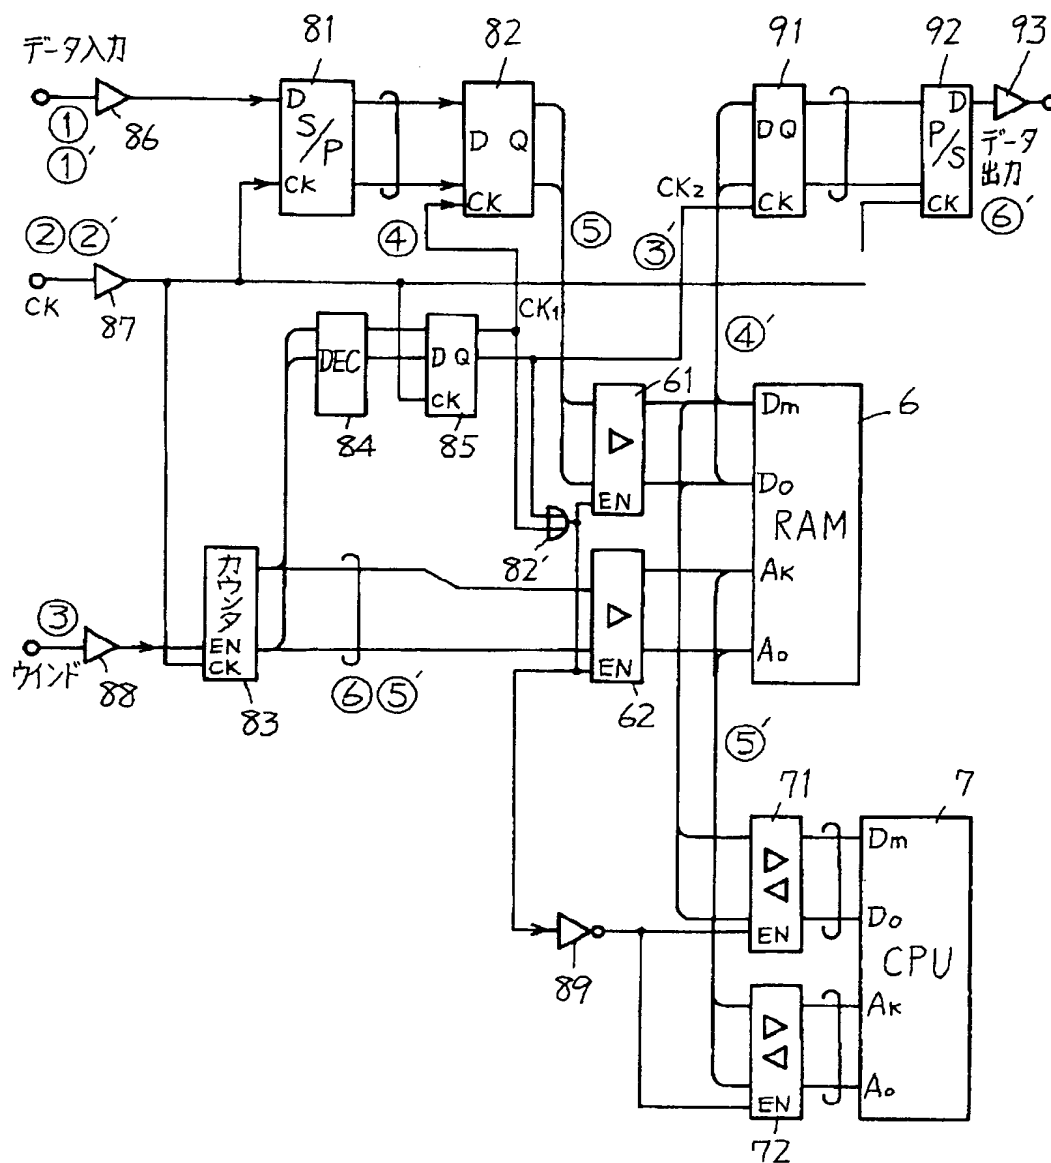 81
82
91
92
93
データ入力
86
①
①′
D
S/P
CK
D Q
CK
④
⑤
D Q
CK
CK₂
③′
D
P/S
CK
データ
出力
⑥′
②②′
CK
87
CK₁
DEC
84
D Q
CK
85
④′
61
▷
EN
Dm
Do
RAM
AK
Ao
6
82′
カウンタ
EN
CK
83
③
ウインド
88
⑥⑤′
▷
EN
62
⑤′
71
▷
◁
EN
7
Dm
Do
CPU
AK
Ao
89
▷
◁
EN
72